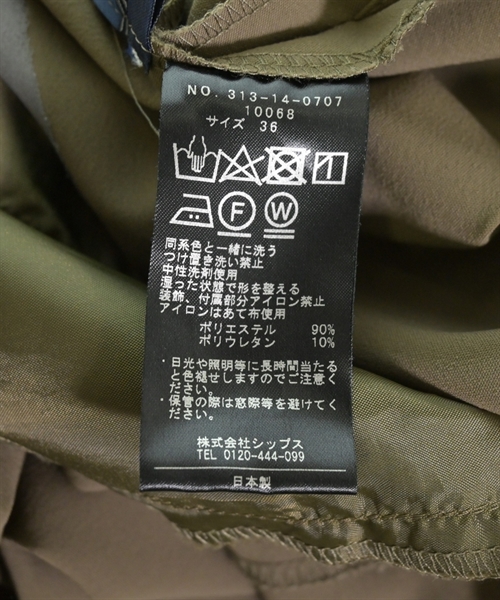 NO. 313-14-0707
10068
サイズ 36
F W
同系色と一緒に洗う
つけ置き洗い禁止
中性洗剤使用
湿った状態で形を整える
装飾、付属部分アイロン禁止
アイロンはあて布使用
ポリエステル 90%
ポリウレタン 10%
・日光や照明等に長時間当たる
と色褪せしますのでご注意く
ださい。
・保管の際は窓際等を避けてく
ださい。
株式会社シップス
TEL 0120-444-099
日本製